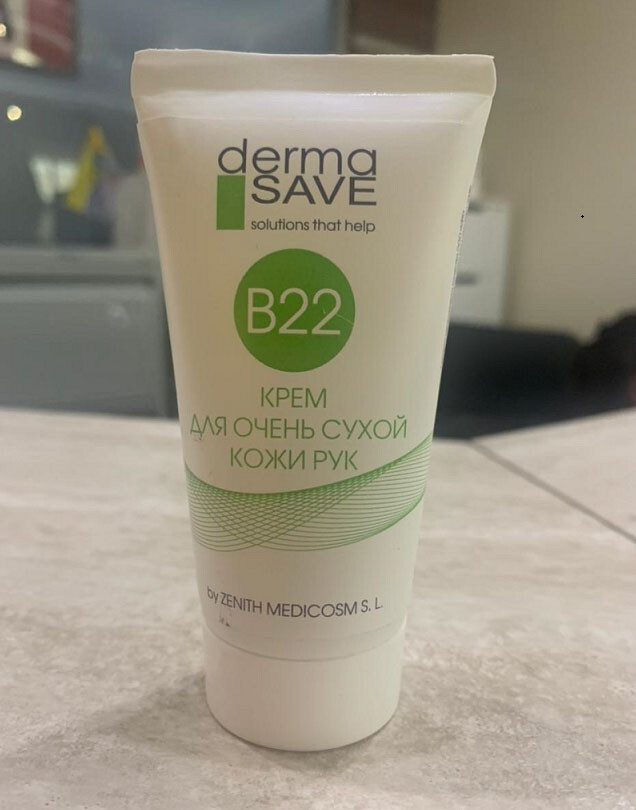 derma
SAVE
solutions that help
B22
КРЕМ
ДЛЯ ОЧЕНЬ СУХОЙ
КОЖИ РУК
by ZENITH MEDICOSM S. L.